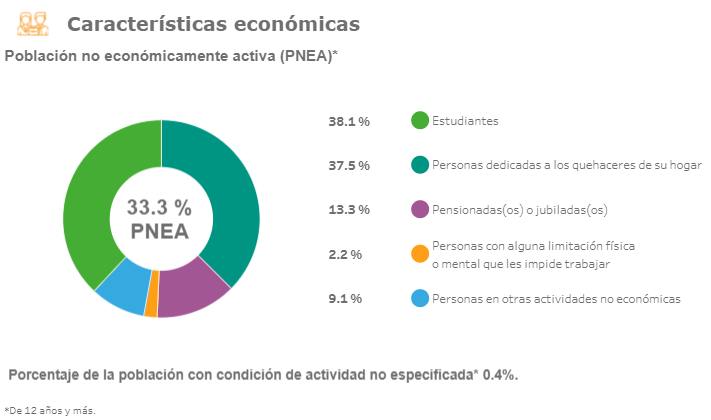 Características económicas
Población no económicamente activa (PNEA)*
33.3 %
PNEA
38.1 % Estudiantes
37.5 % Personas dedicadas a los quehaceres de su hogar
13.3 % Pensionadas(os) o jubiladas(os)
2.2 % Personas con alguna limitación física
o mental que les impide trabajar
9.1 % Personas en otras actividades no económicas
Porcentaje de la población con condición de actividad no especificada* 0.4%.
*De 12 años y más.